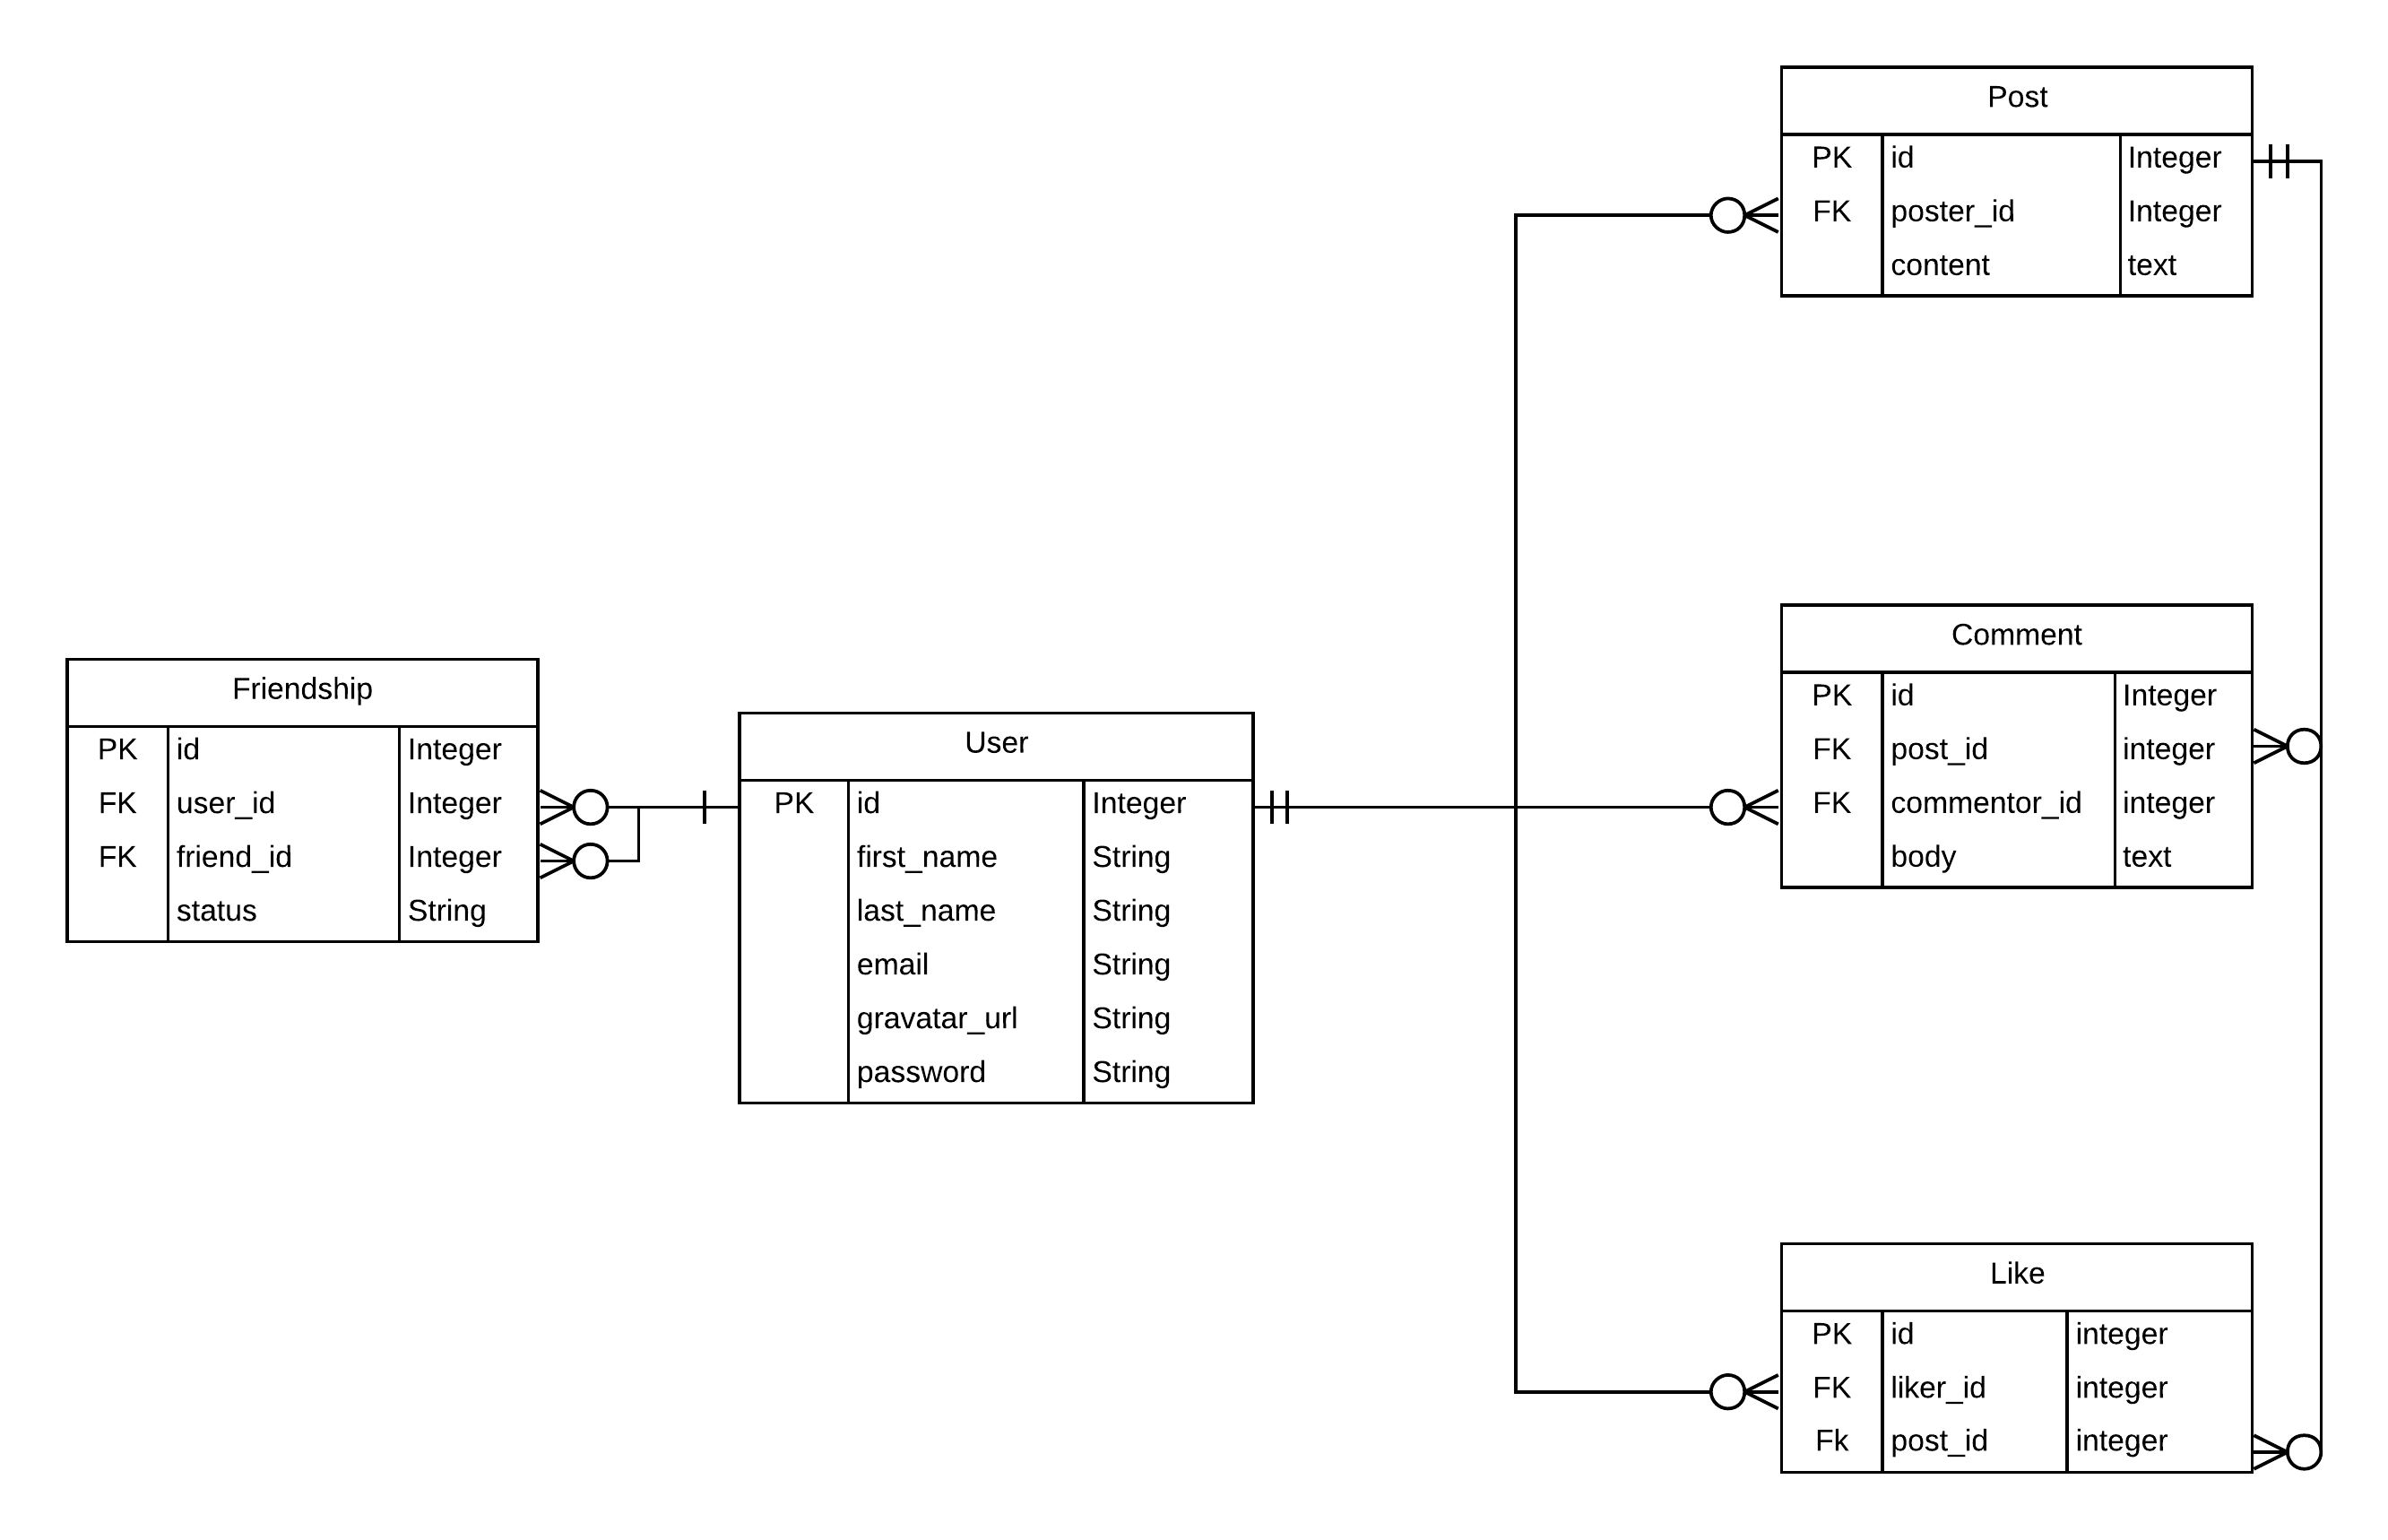 Post
PK id Integer
FK poster_id Integer
content text
Comment
PK id Integer
FK post_id integer
FK commentor_id integer
body text
Friendship
PK id Integer
FK user_id Integer
FK friend_id Integer
status String
User
PK id Integer
first_name String
last_name String
email String
gravatar_url String
password String
Like
PK id integer
FK liker_id integer
Fk post_id integer